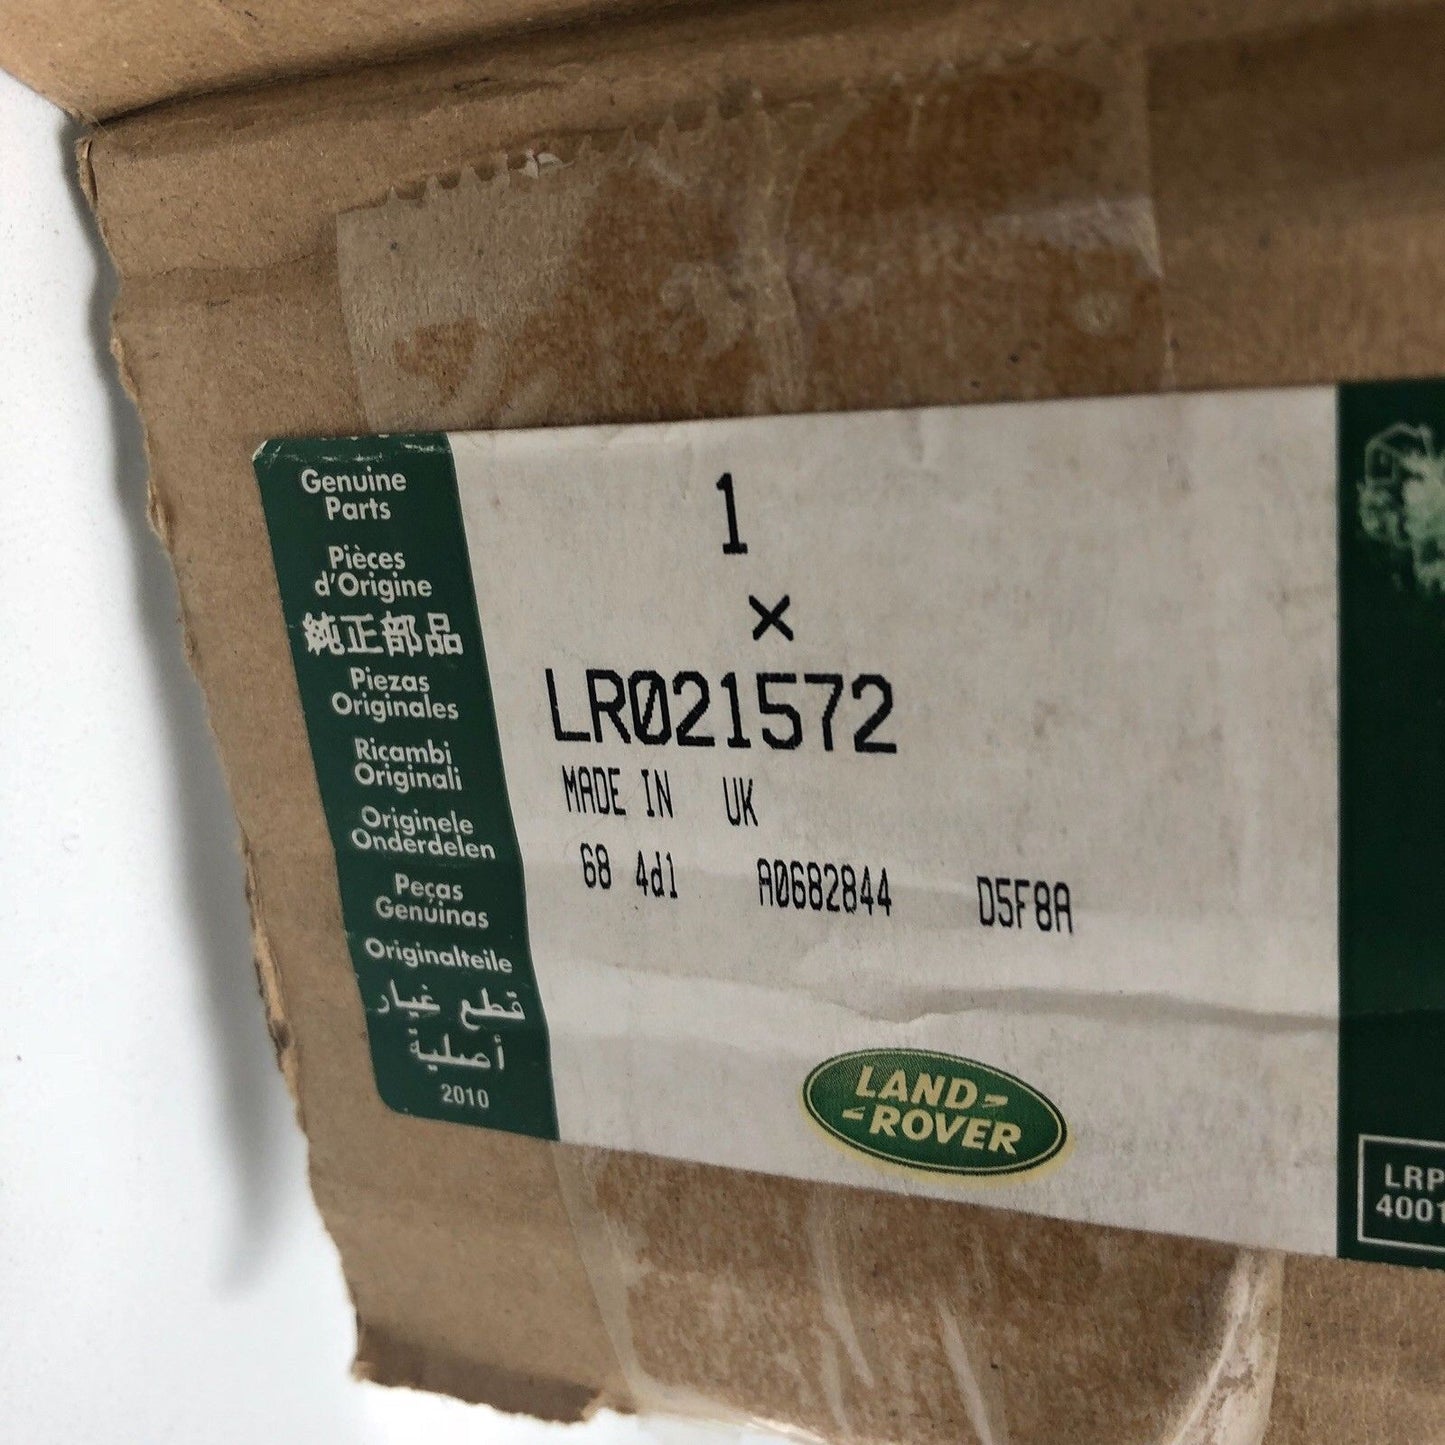 Genuine
Parts
Pièces
d'Origine
純正部品
Piezas
Originales
Ricambi
Originali
Originele
Onderdelen
Peças
Genuinas
Originalteile
قطع غيار
أصلية
2010
1
×
LR021572
MADE IN UK
68 4d1 A0682844 D5F8A
LAND-
-ROVER
LRP
4001